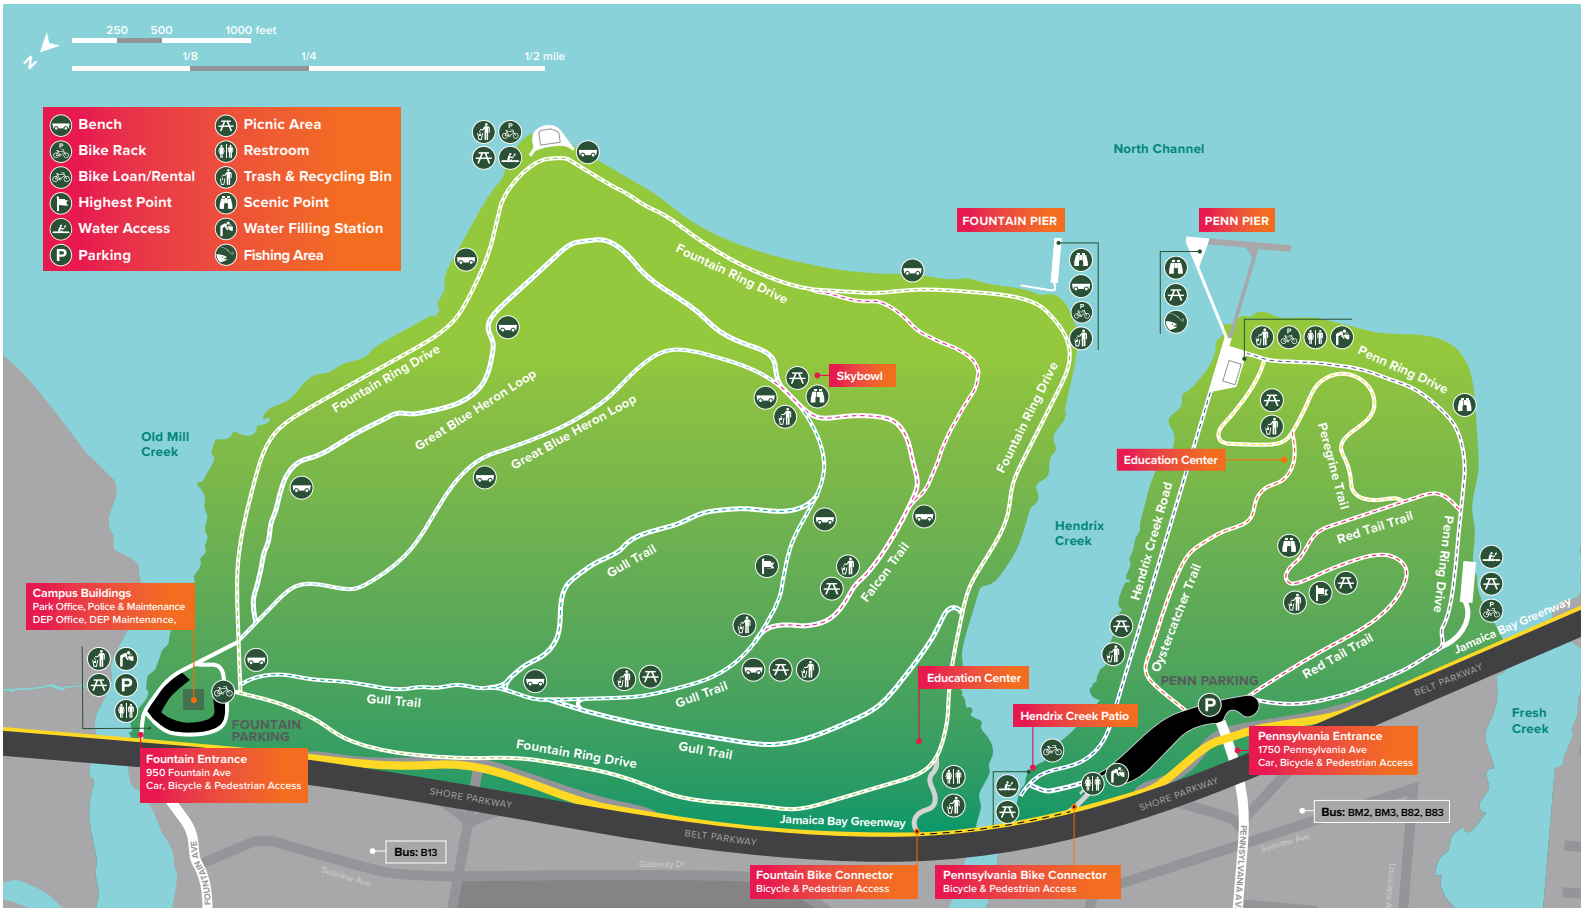 250 500 1000 feet
1/8 1/4 1/2 mile
N
Bench
Bike Rack
Bike Loan/Rental
Highest Point
Water Access
P Parking
Picnic Area
Restroom
Trash & Recycling Bin
Scenic Point
Water Filling Station
Fishing Area
North Channel
FOUNTAIN PIER
PENN PIER
Fountain Ring Drive
Fountain Ring Drive
Fountain Ring Drive
Great Blue Heron Loop
Great Blue Heron Loop
Skybowl
Old Mill
Creek
Penn Ring Drive
Peregrine Trail
Education Center
Hendrix
Creek
Hendrix Creek Road
Red Tail Trail
Penn Ring Drive
Gull Trail
Falcon Trail
Oystercatcher Trail
Campus Buildings
Park Office, Police & Maintenance
DEP Office, DEP Maintenance,
P
Jamaica Bay Greenway
Red Tail Trail
BELT PARKWAY
Education Center
PENN PARKING
P
Gull Trail
Gull Trail
Gull Trail
FOUNTAIN
PARKING
Hendrix Creek Patio
Fresh
Creek
Fountain Entrance
950 Fountain Ave
Car, Bicycle & Pedestrian Access
Fountain Ring Drive
Pennsylvania Entrance
1750 Pennsylvania Ave
Car, Bicycle & Pedestrian Access
SHORE PARKWAY
SHORE PARKWAY
Jamaica Bay Greenway
BELT PARKWAY
Bus: BM2, BM3, B82, B83
Bus: B13
FOUNTAIN AVE
Seaview Ave
Gateway Dr
Seaview Ave
PENNSYLVANIA AV
Louisiana A
Fountain Bike Connector
Bicycle & Pedestrian Access
Pennsylvania Bike Connector
Bicycle & Pedestrian Access